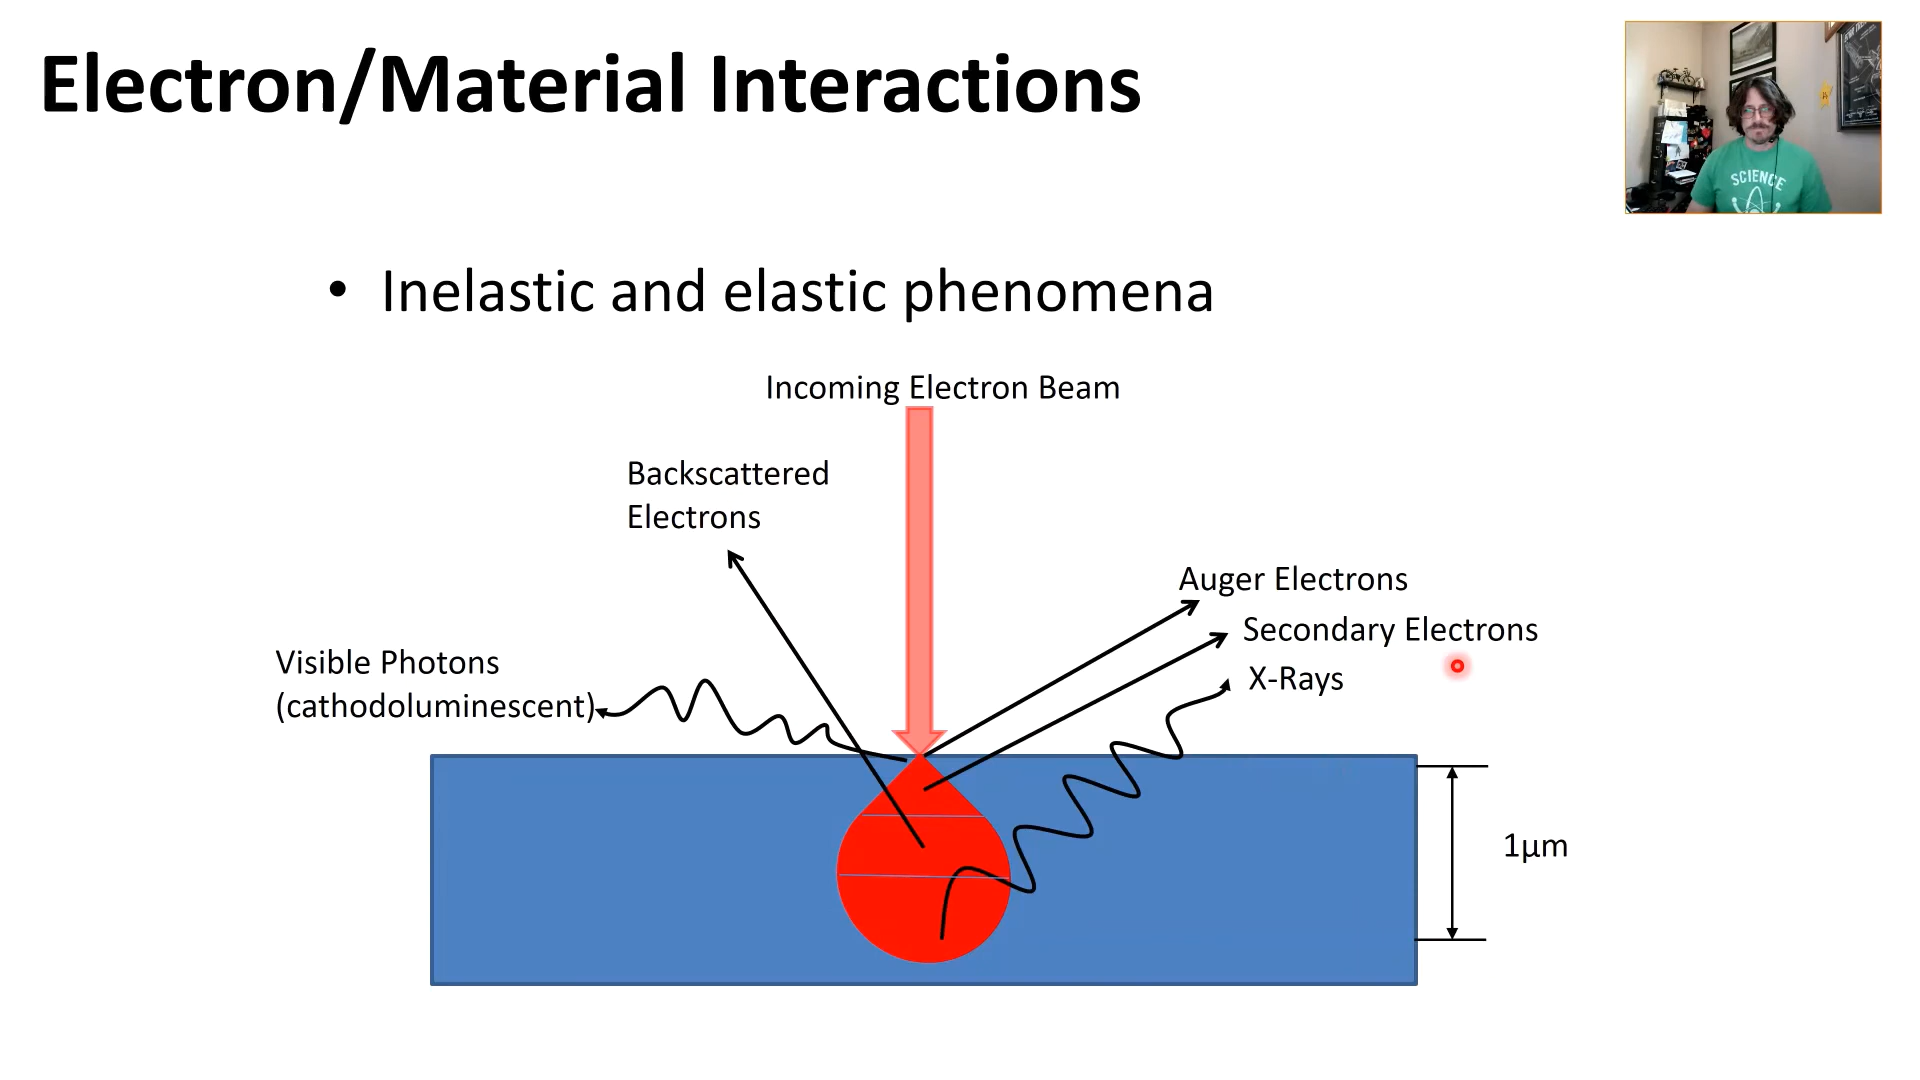 Electron/Material Interactions
SCIENCE
• Inelastic and elastic phenomena
Incoming Electron Beam
Backscattered
Electrons
Auger Electrons
Secondary Electrons
X-Rays
Visible Photons
(cathodoluminescent)
1µm